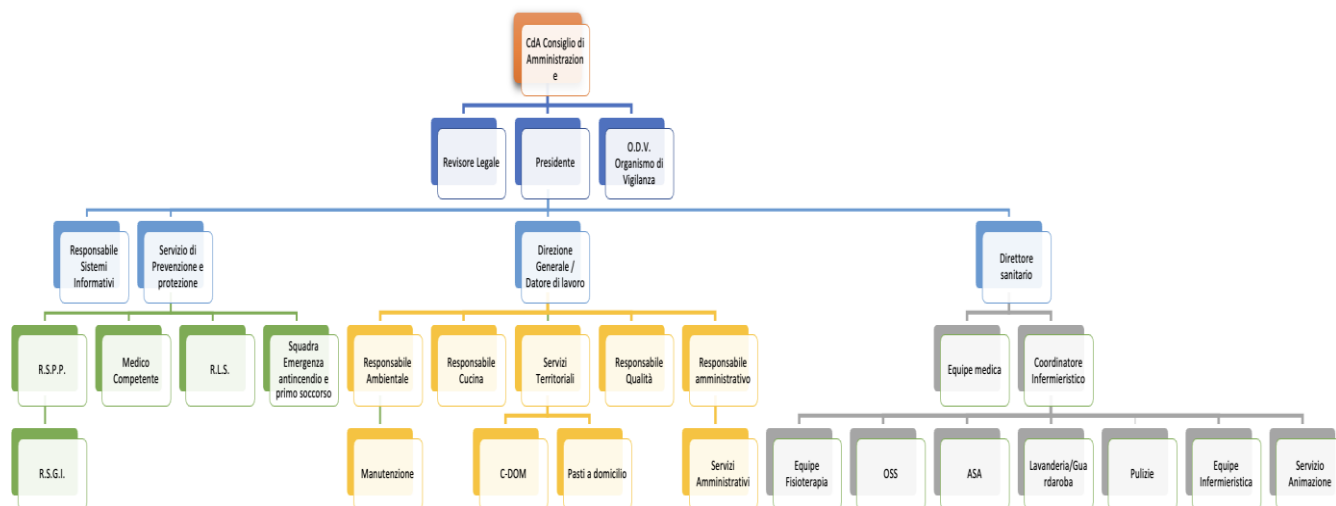 CdA Consiglio di
Amministrazion
e
Revisore Legale
Presidente
O.D.V.
Organismo di
Vigilanza
Responsabile
Sistemi
Informativi
Servizio di
Prevenzione e
protezione
Direzione
Generale /
Datore di lavoro
Direttore
sanitario
R.S.P.P.
Medico
Competente
R.L.S.
Squadra
Emergenza
antincendio e
primo soccorso
Responsabile
Ambientale
Responsabile
Cucina
Servizi
Territoriali
Responsabile
Qualità
Responsabile
amministrativo
Equipe medica
Coordinatore
Infermieristico
R.S.G.I.
Manutenzione
C-DOM
Pasti a domicilio
Servizi
Amministrativi
Equipe
Fisioterapia
OSS
ASA
Lavanderia/Gua
rdaroba
Pulizie
Equipe
Infermieristica
Servizio
Animazione